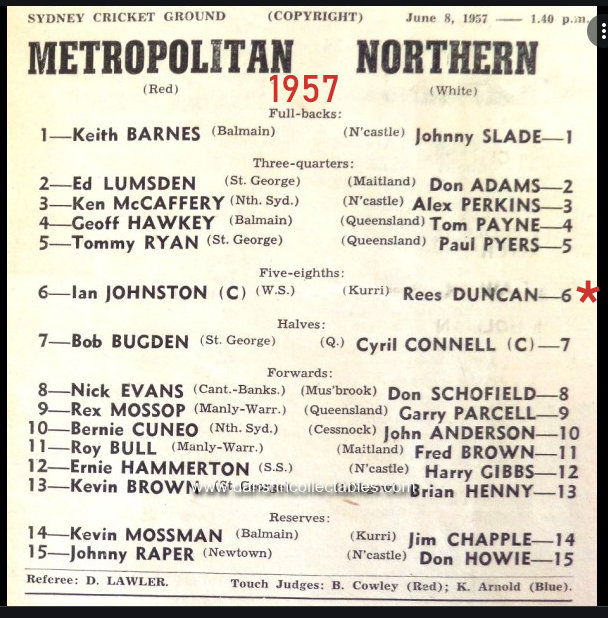 SYDNEY CRICKET GROUND (COPYRIGHT) June 8, 1957 — 1.40 p.m.
METROPOLITAN NORTHERN
(Red) 1957 (White)
Full-backs:
1—Keith BARNES (Balmain) (N'castle) Johnny SLADE—1
Three-quarters:
2—Ed LUMSDEN (St. George) (Maitland) Don ADAMS—2
3—Ken McCAFFERY (Nth. Syd.) (N'castle) Alex PERKINS—3
4—Geoff HAWKEY (Balmain) (Queensland) Tom PAYNE—4
5—Tommy RYAN (St. George) (Queensland) Paul PYERS—5
Five-eighths:
6—Ian JOHNSTON (C) (W.S.) (Kurri) Rees DUNCAN—6 *
Halves:
7—Bob BUGDEN (St. George) (Q.) Cyril CONNELL (C)—7
Forwards:
8—Nick EVANS (Cant.-Banks.) (Mus'brook) Don SCHOFIELD—8
9—Rex MOSSOP (Manly-Warr.) (Queensland) Garry PARCELL—9
10—Bernie CUNEO (Nth. Syd.) (Cessnock) John ANDERSON—10
11—Roy BULL (Manly-Warr.) (Maitland) Fred BROWN—11
12—Ernie HAMMERTON (S.S.) (N'castle) Harry GIBBS—12
13—Kevin BROWN (St. George) Brian HENNY—13
Reserves:
14—Kevin MOSSMAN (Balmain) (Kurri) Jim CHAPPLE—14
15—Johnny RAPER (Newtown) (N'castle) Don HOWIE—15
Referee: D. LAWLER. Touch Judges: B. Cowley (Red); K. Arnold (Blue).